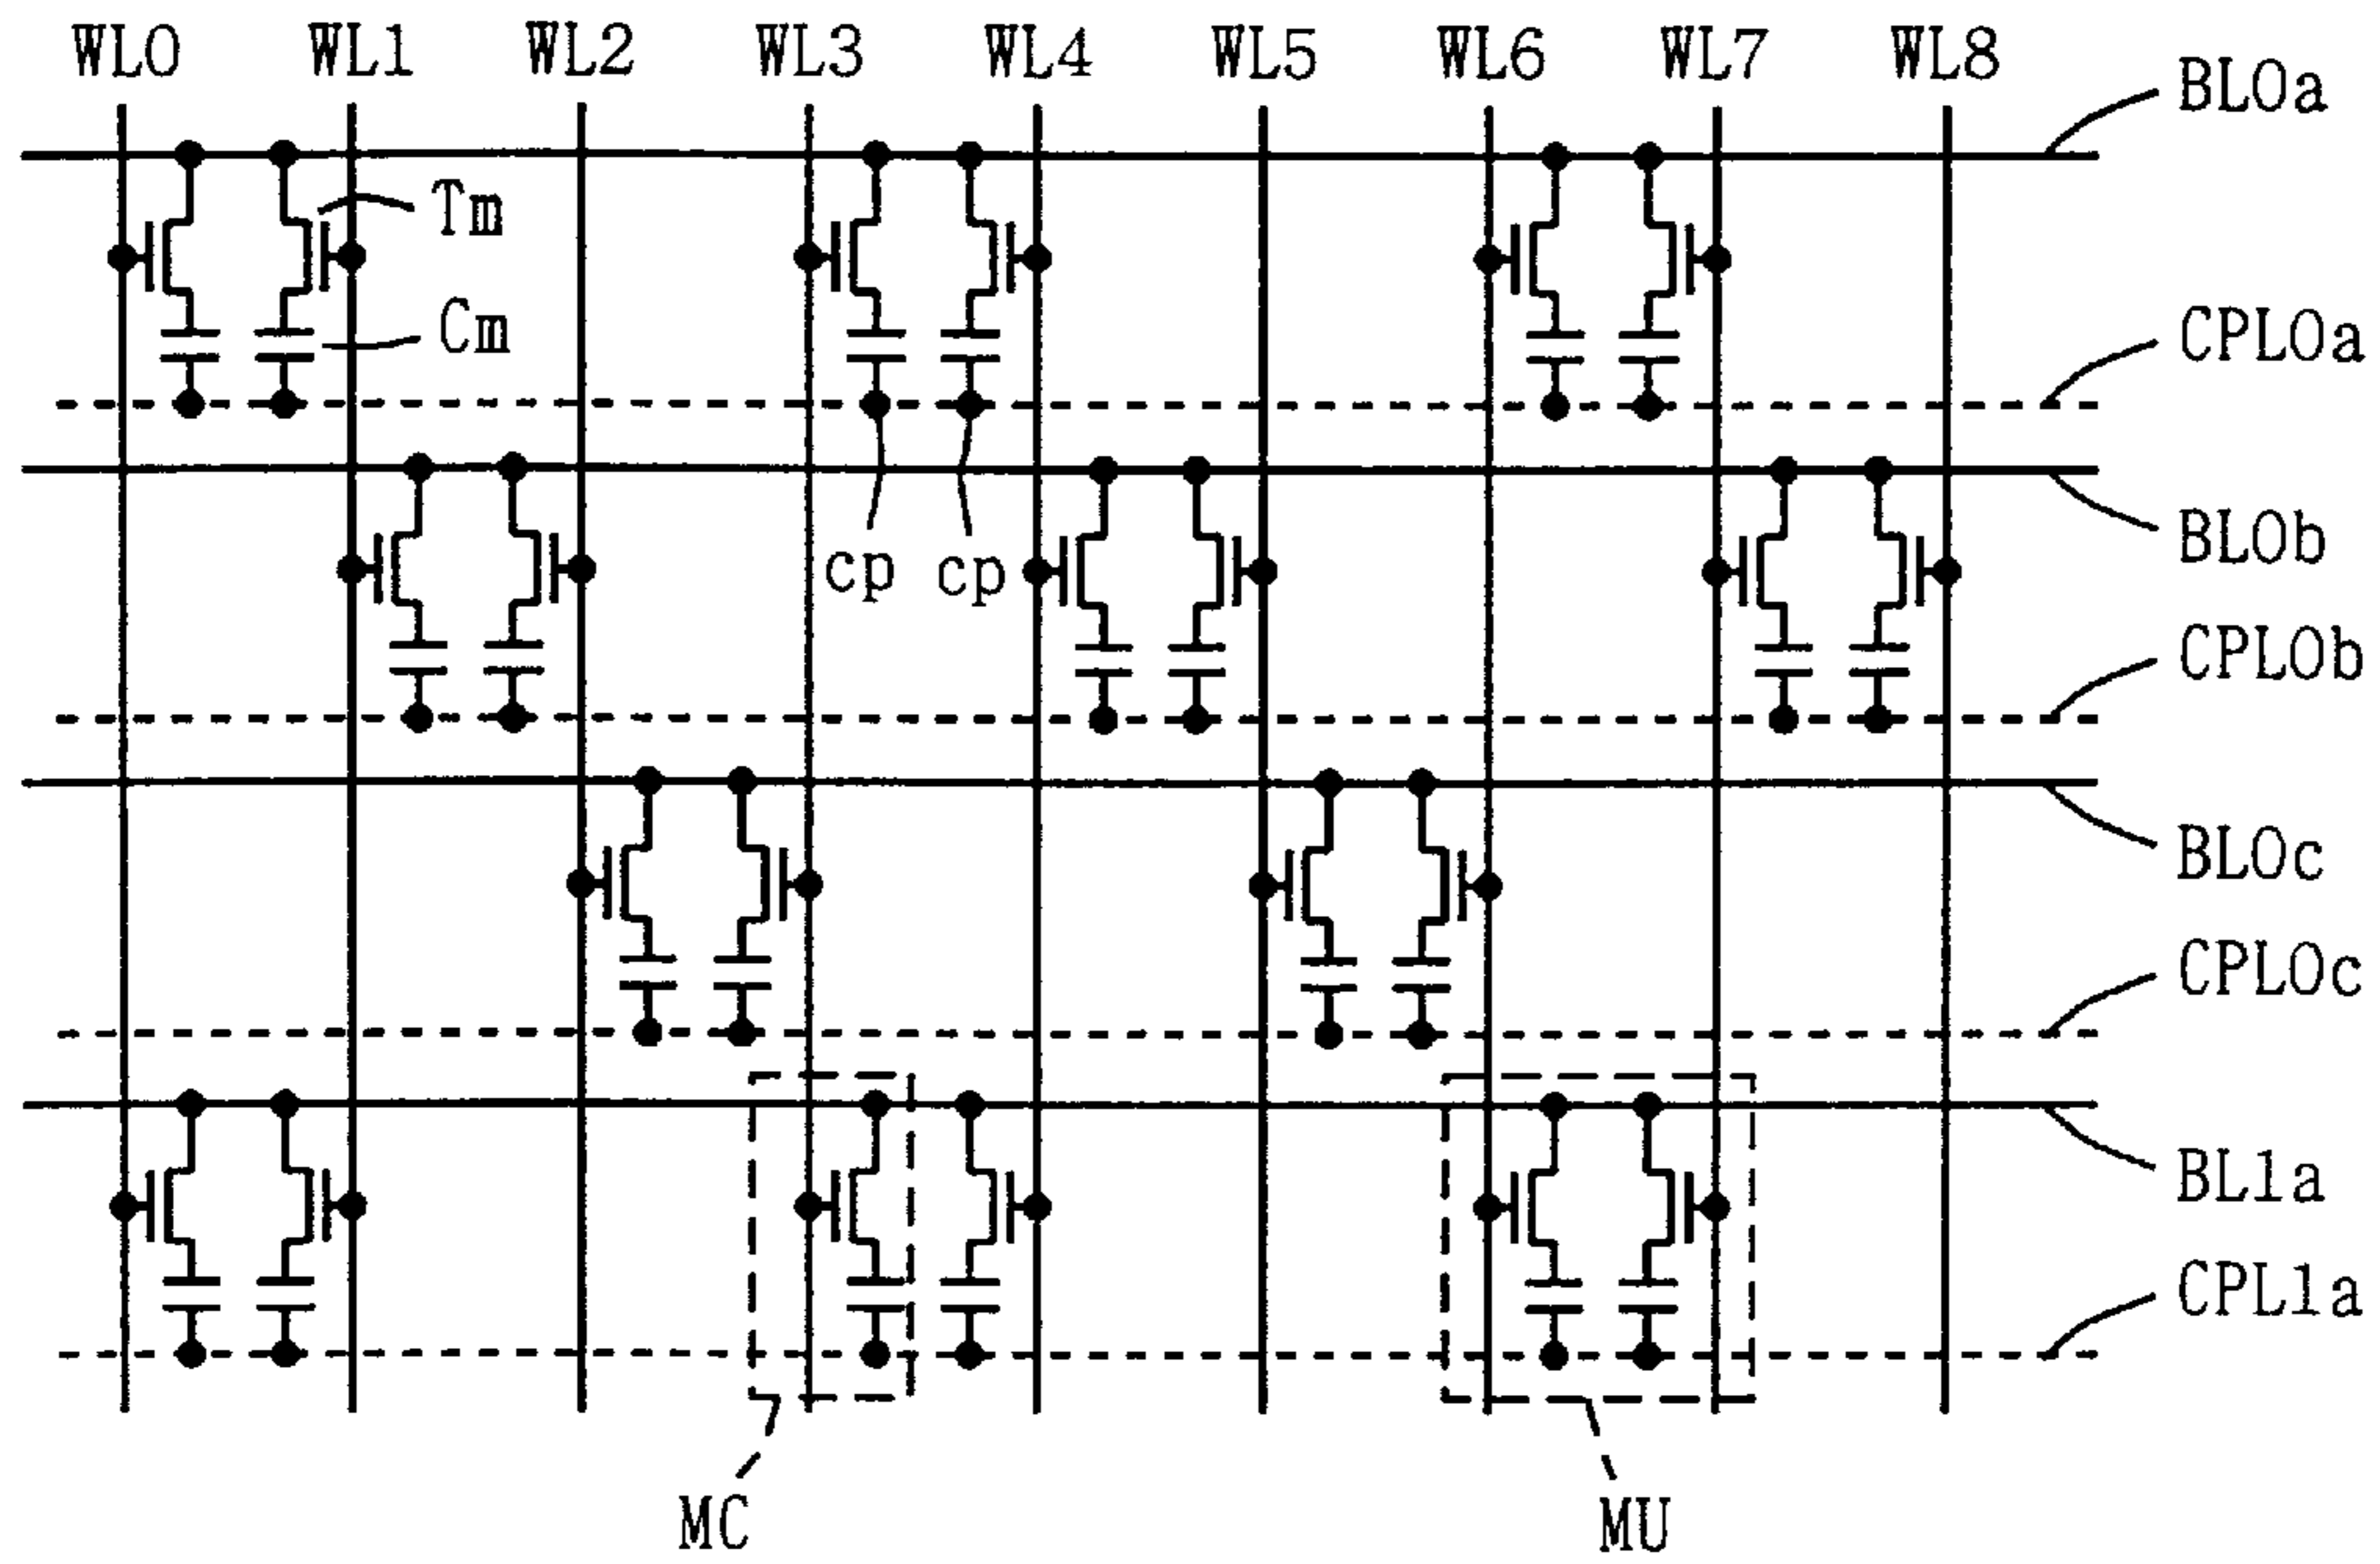 WL0 WL1 WL2 WL3 WL4 WL5 WL6 WL7 WL8
BL0a
Tm
Cm
CPL0a
BL0b
cp cp
CPL0b
BL0c
CPL0c
BL1a
CPL1a
MC
MU